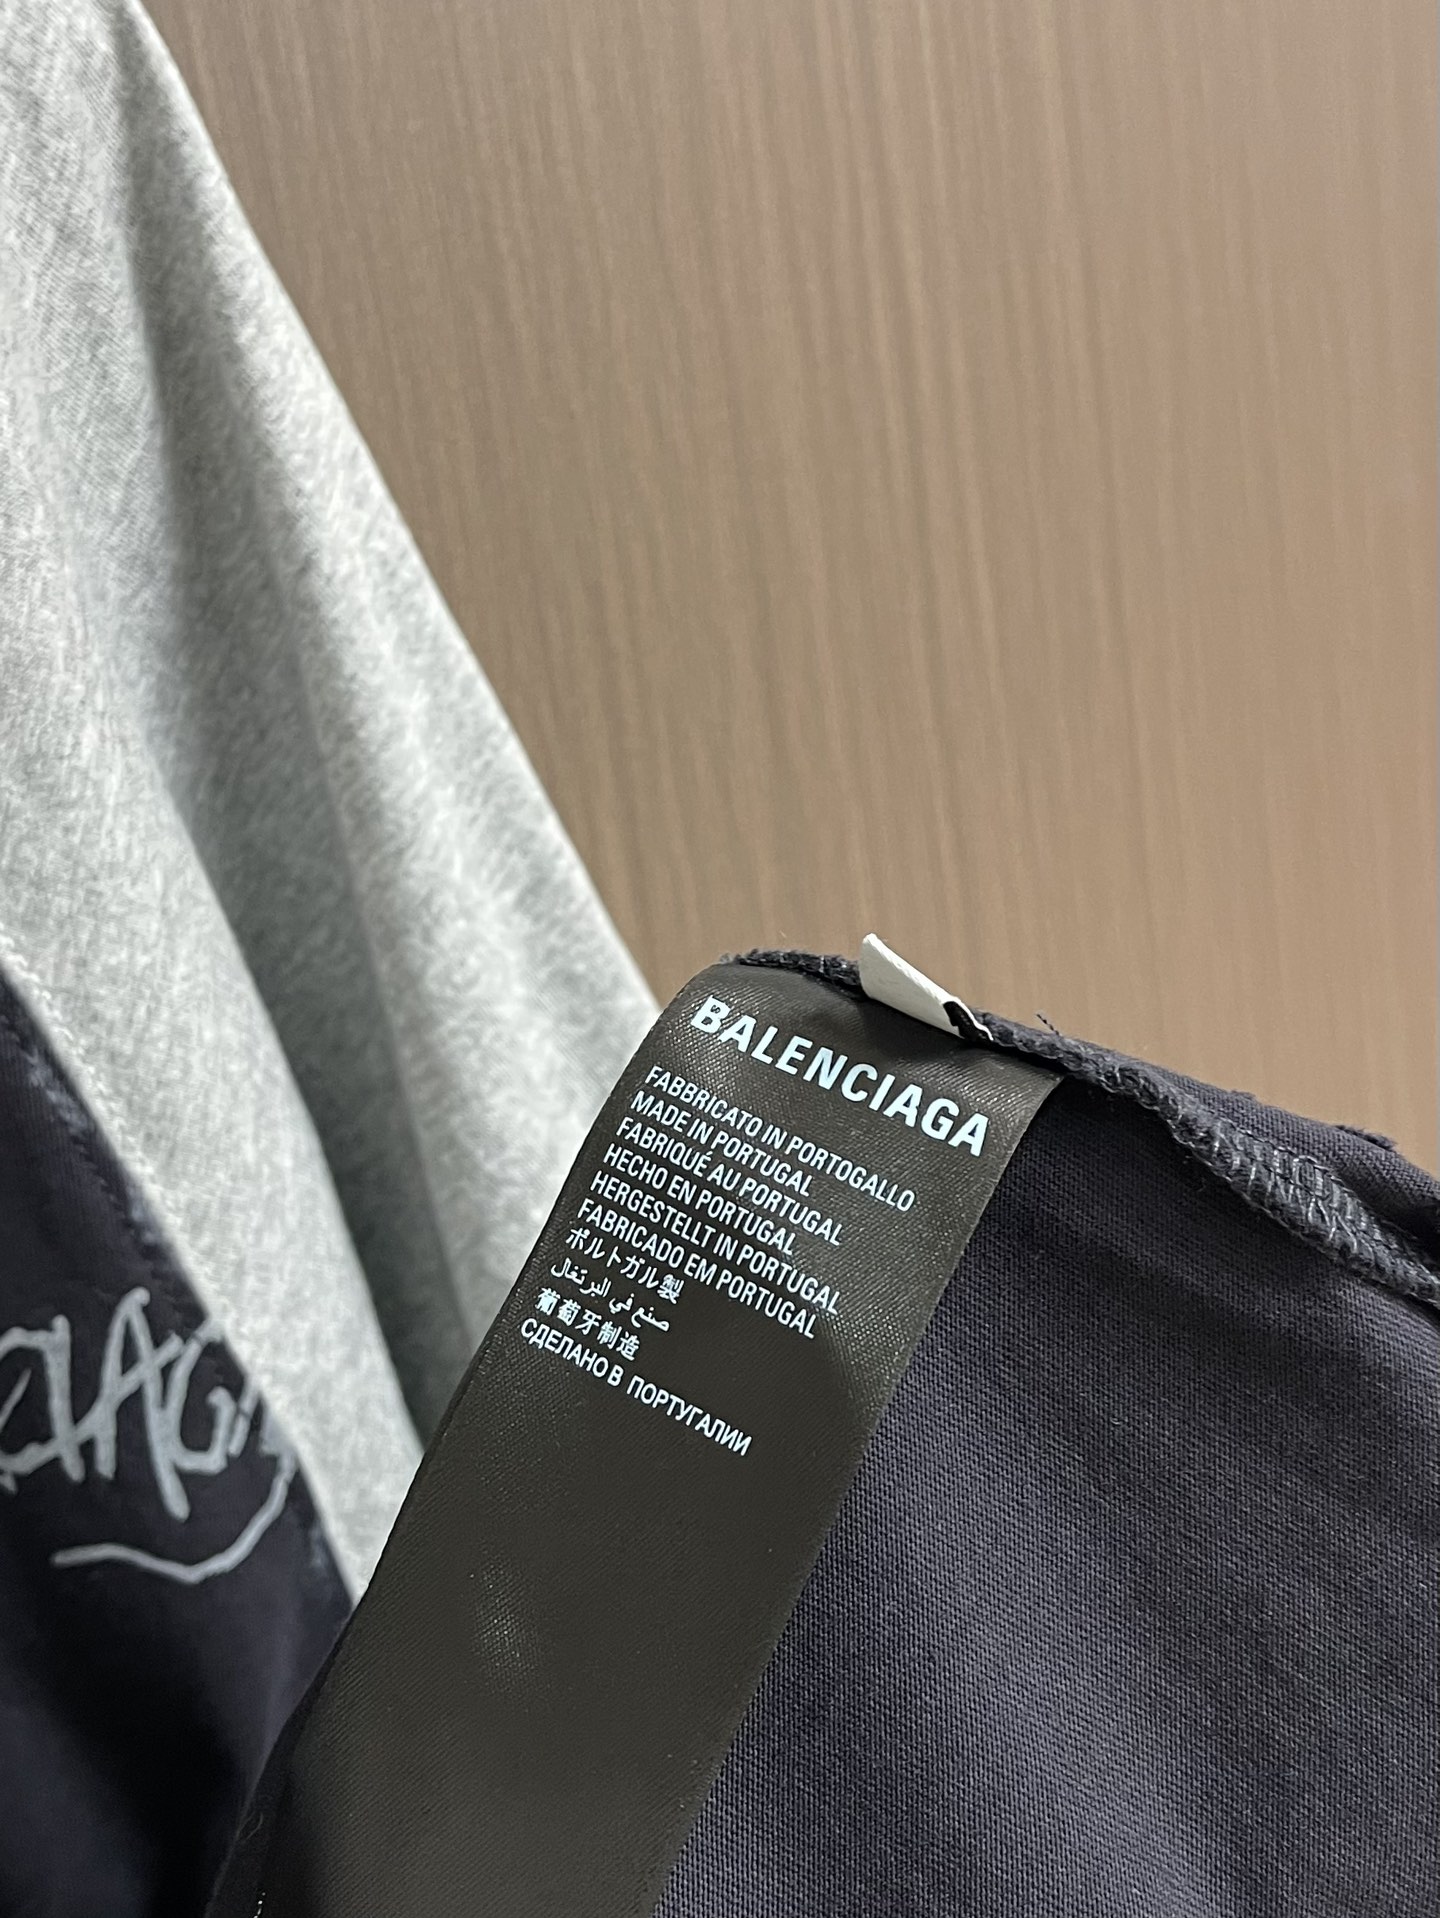 BALENCIAGA
FABBRICATO IN PORTOGALLO
MADE IN PORTUGAL
FABRIQUÉ AU PORTUGAL
HECHO EN PORTUGAL
HERGESTELLT IN PORTUGAL
FABRICADO EM PORTUGAL
ポルトガル製
صنع في البرتغال
葡萄牙制造
СДЕЛАНО В ПОРТУГАЛИИ